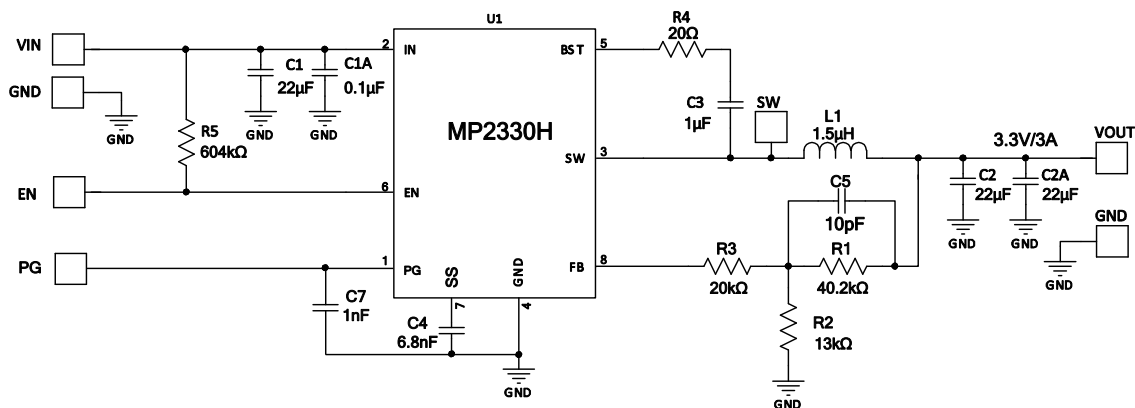 U1
VIN
GND
GND
C1
22µF
GND
C1A
0.1µF
GND
R5
604kΩ
EN
PG
C7
1nF
2
IN
6
EN
1
PG
MP2330H
BST
5
SW
3
FB
8
SS
7
GND
4
C4
6.8nF
GND
R4
20Ω
C3
1µF
SW
L1
1.5µH
3.3V/3A
VOUT
C2
22µF
GND
C2A
22µF
GND
GND
GND
C5
10pF
R3
20kΩ
R1
40.2kΩ
R2
13kΩ
GND